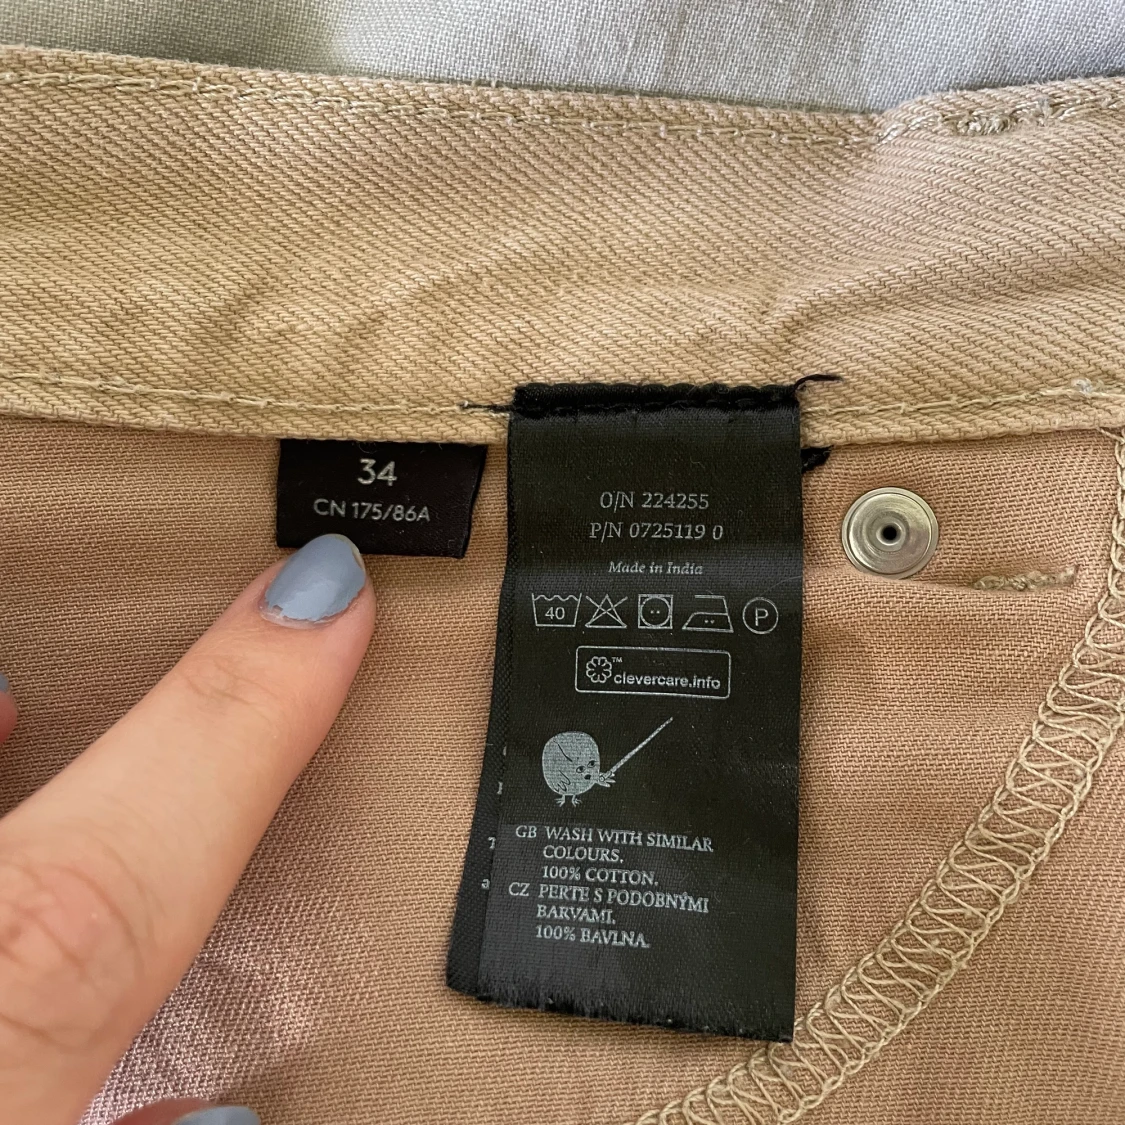 34
CN 175/86A
O/N 224255
P/N 0725119 0
Made in India
40
P
™
clevercare.info
GB WASH WITH SIMILAR
COLOURS.
100% COTTON.
CZ PERTE S PODOBNÝMI
BARVAMI.
100% BAVLNA.